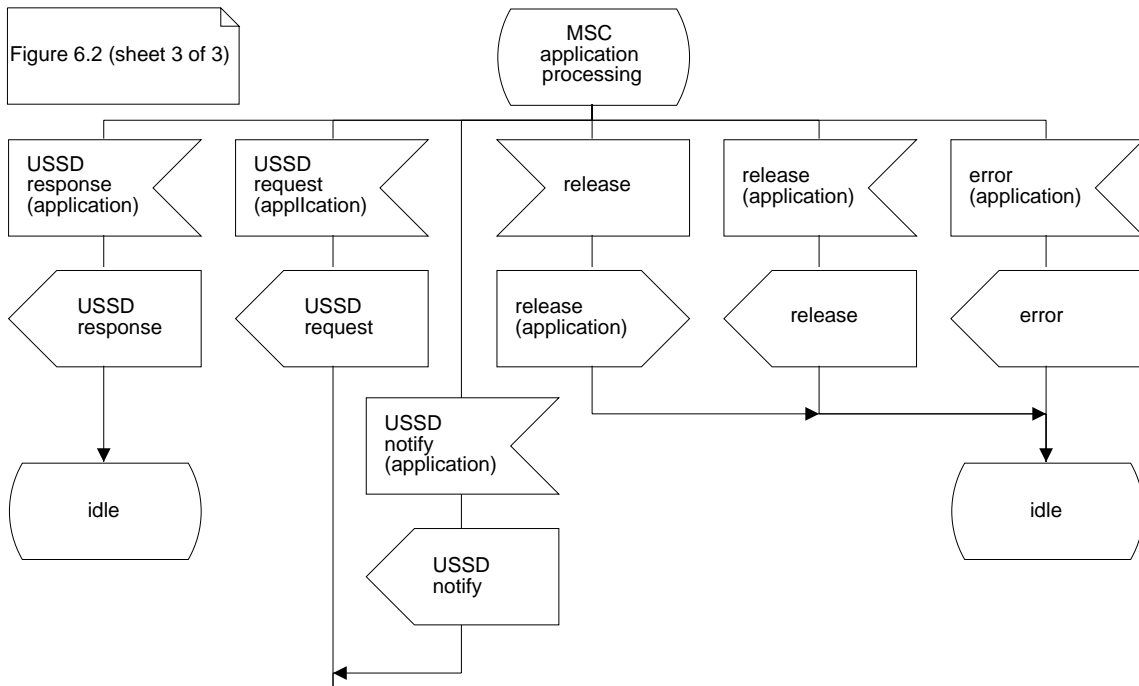 Figure 6.2 (sheet 3 of 3)
MSC
application
processing
USSD
response
(application)
USSD
request
(applIcation)
release
release
(application)
error
(application)
USSD
response
USSD
request
release
(application)
release
error
USSD
notify
(application)
idle
idle
USSD
notify